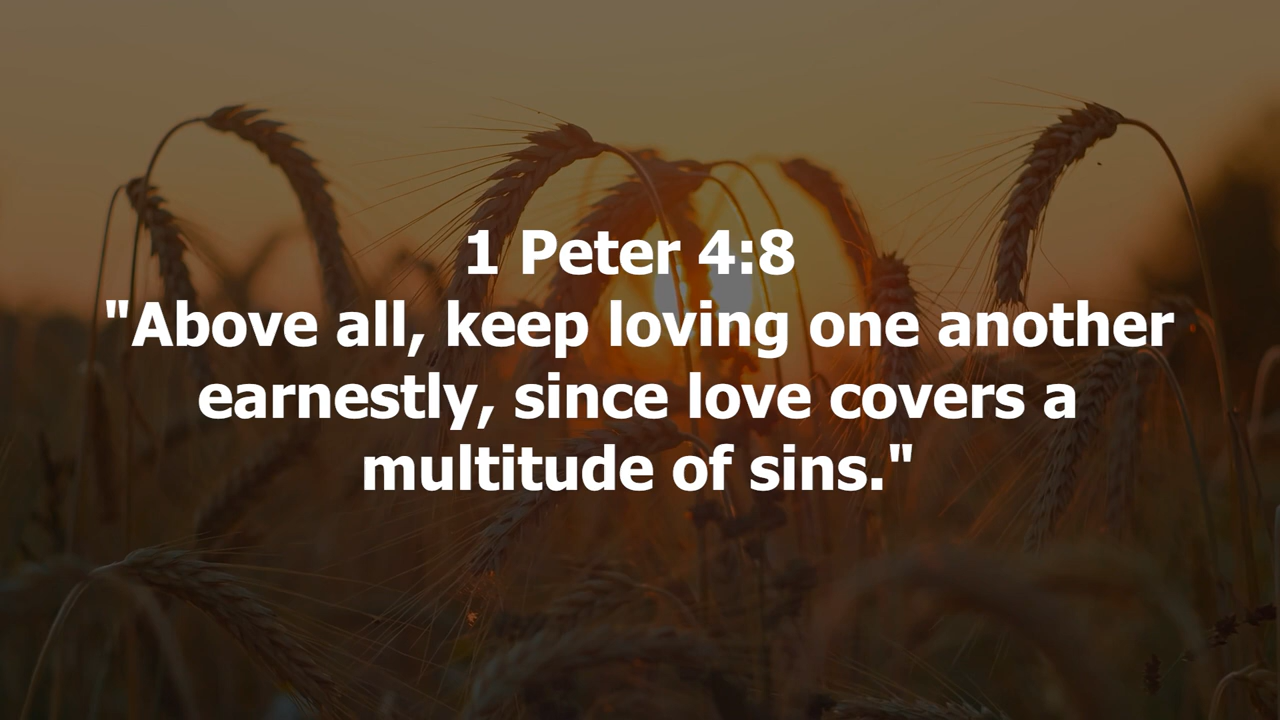 1 Peter 4:8
"Above all, keep loving one another
earnestly, since love covers a
multitude of sins."